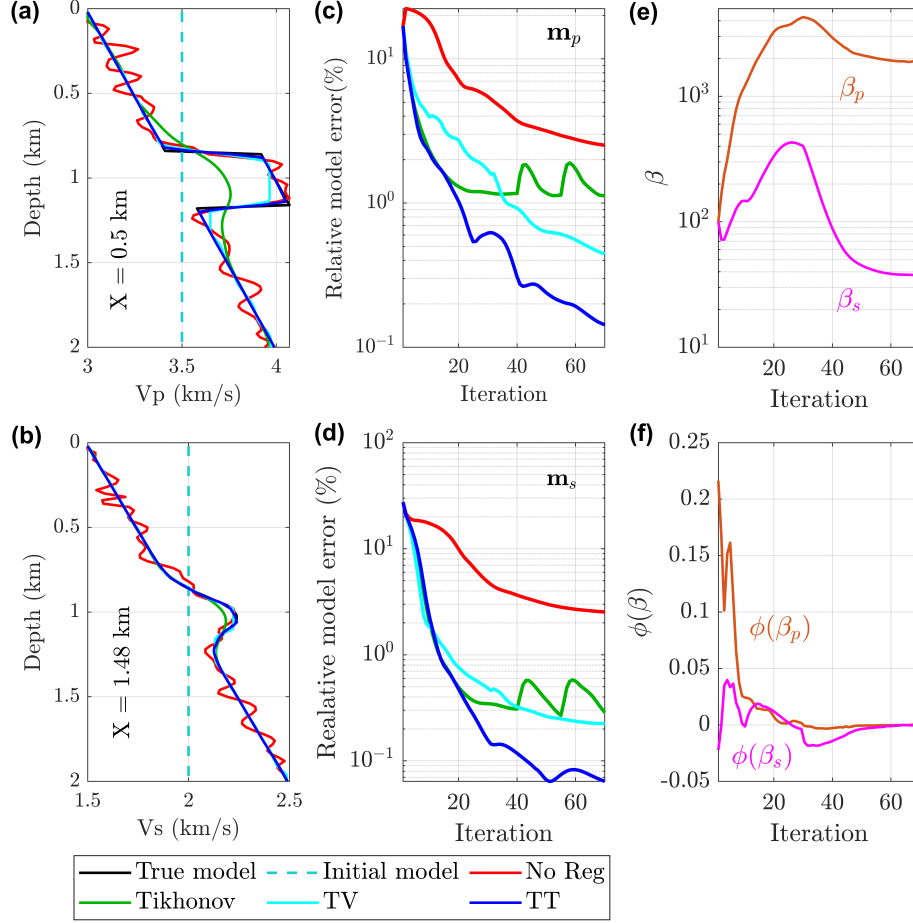 (a)
0
0.5
1
1.5
2
Depth (km)
X = 0.5 km
3
3.5
4
Vp (km/s)
(c)
10^1
10^0
10^{-1}
Relative model error(%)
m_p
20
40
60
Iteration
(e)
10^3
10^2
10^1
β
β_p
β_s
20
40
60
Iteration
(b)
0
0.5
1
1.5
2
Depth (km)
X = 1.48 km
1.5
2
2.5
Vs (km/s)
(d)
10^2
10^1
10^0
10^{-1}
Realative model error (%)
m_s
20
40
60
Iteration
(f)
0.25
0.2
0.15
0.1
0.05
0
-0.05
ϕ(β)
ϕ(β_p)
ϕ(β_s)
20
40
60
Iteration
True model
Initial model
No Reg
Tikhonov
TV
TT